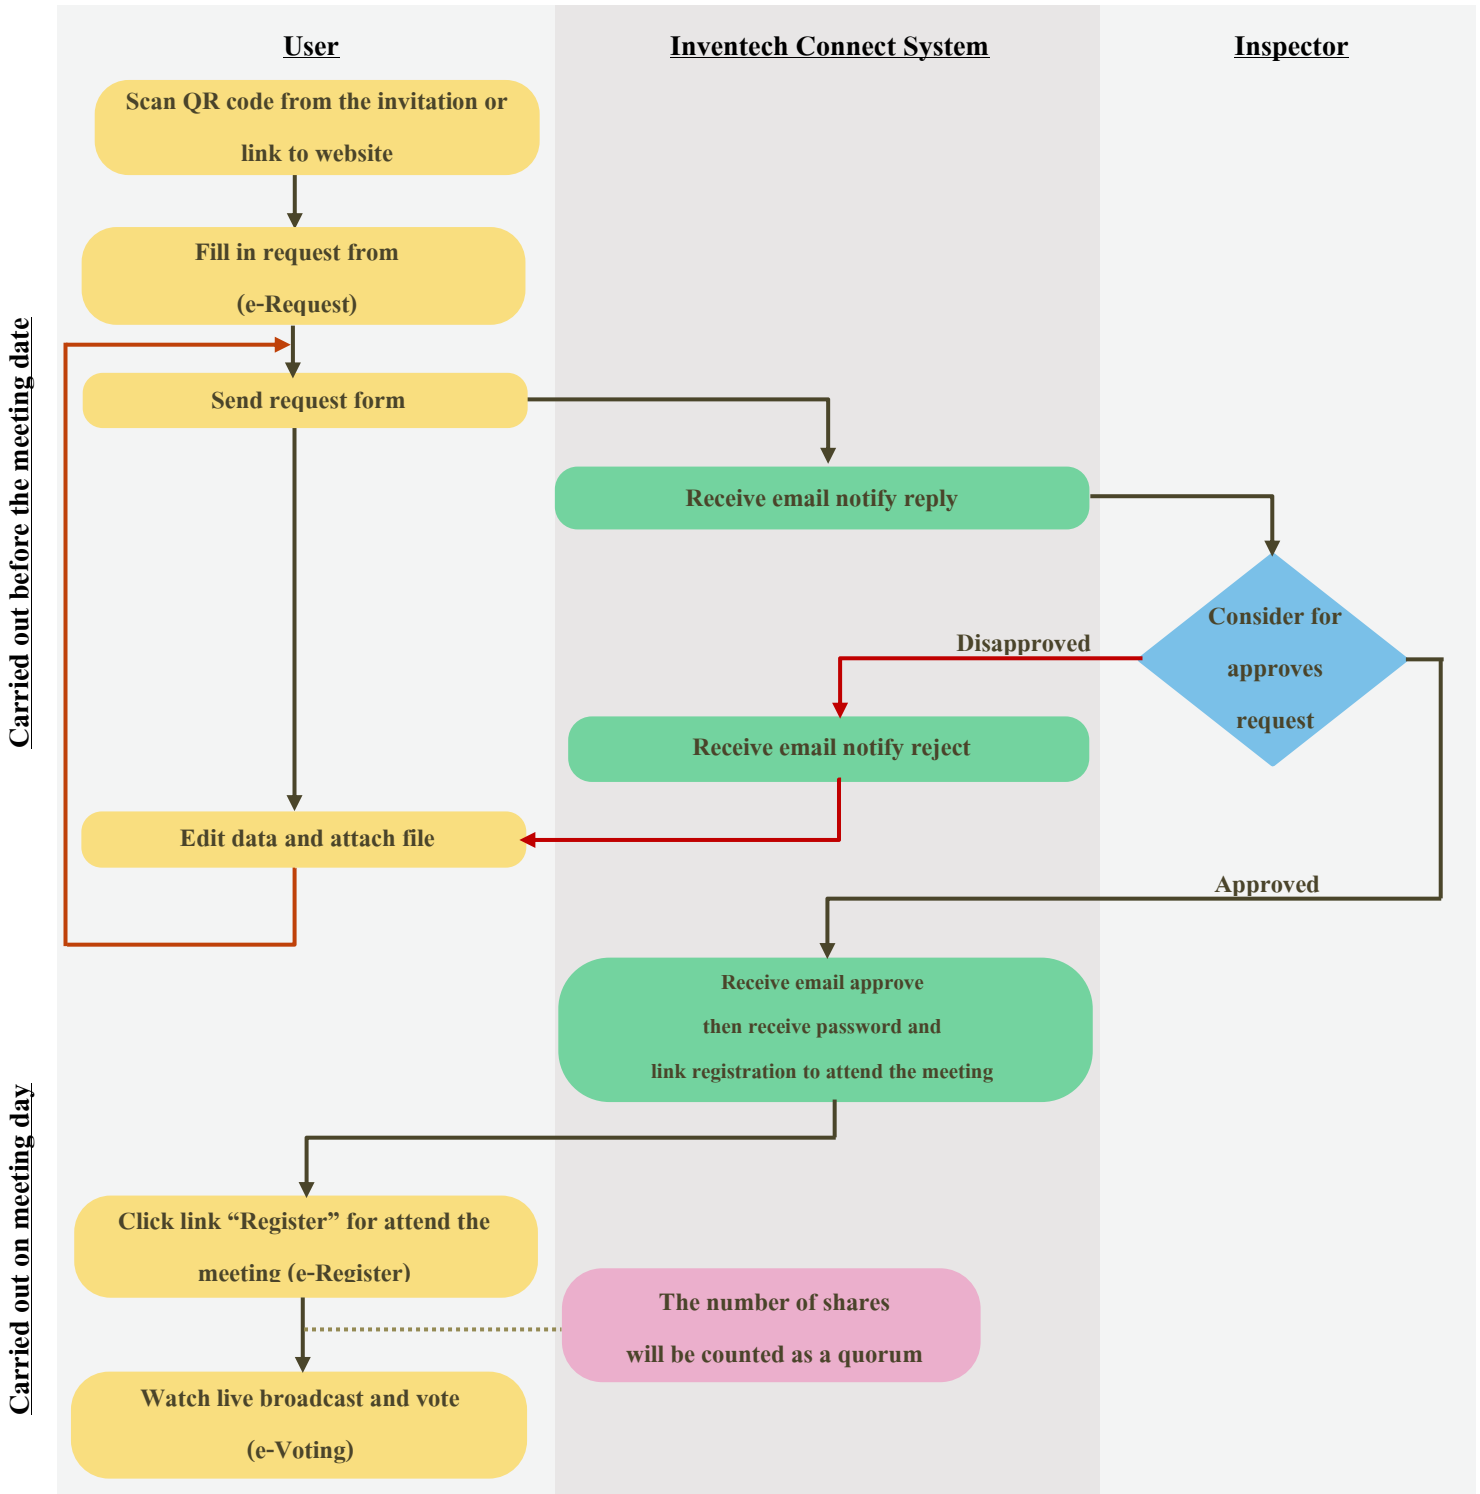 User
Inventech Connect System
Inspector
Scan QR code from the invitation or
link to website
Fill in request from
(e-Request)
Send request form
Receive email notify reply
Consider for
approves
request
Disapproved
Receive email notify reject
Edit data and attach file
Approved
Receive email approve
then receive password and
link registration to attend the meeting
Click link “Register” for attend the
meeting (e-Register)
The number of shares
will be counted as a quorum
Watch live broadcast and vote
(e-Voting)
Carried out before the meeting date
Carried out on meeting day